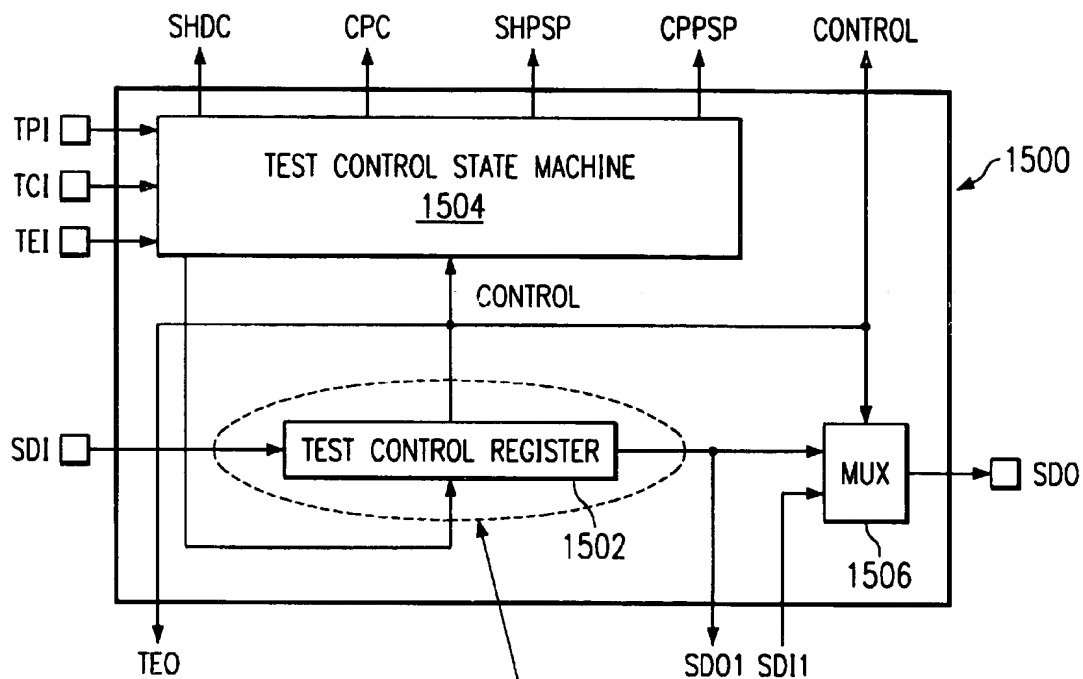 SHDC
CPC
SHPSP
CPPSP
CONTROL
TPI
TCI
TEI
TEST CONTROL STATE MACHINE
1504
1500
CONTROL
SDI
TEST CONTROL REGISTER
MUX
SDO
1502
1506
TEO
SDO1
SDI1